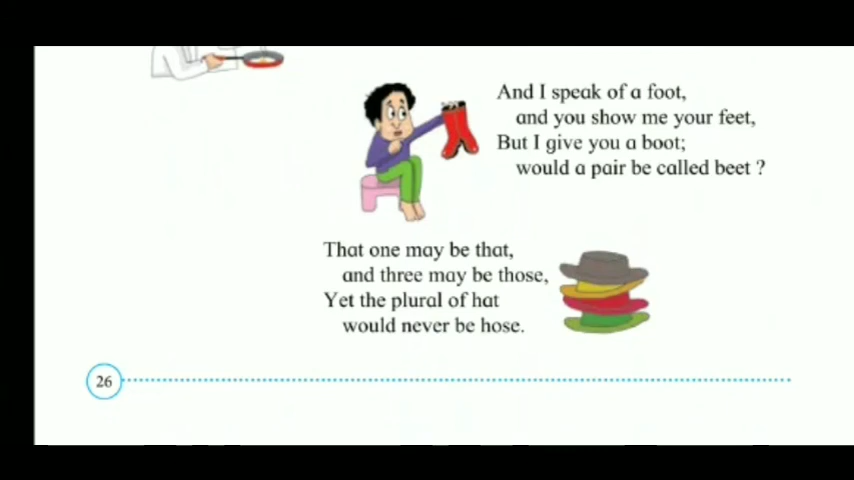 And I speak of a foot,
and you show me your feet,
But I give you a boot;
would a pair be called beet ?
That one may be that,
and three may be those,
Yet the plural of hat
would never be hose.
26